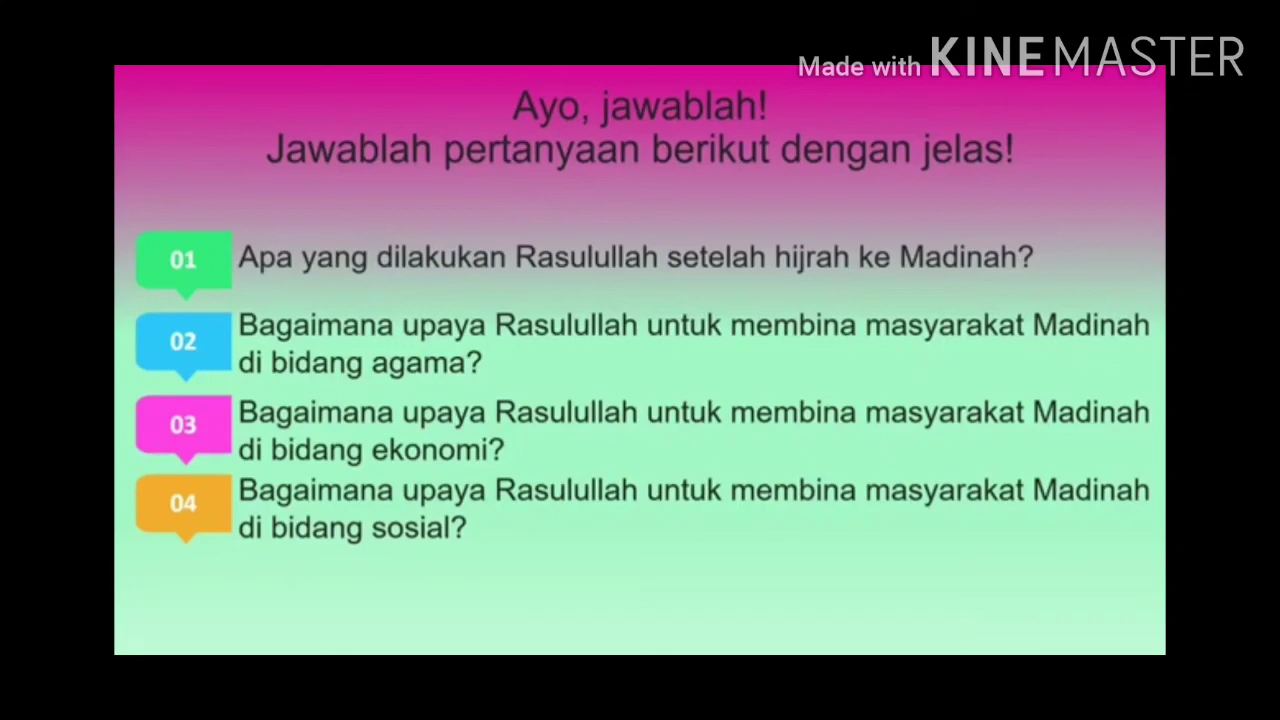 Made with KINEMASTER
Ayo, jawablah!
Jawablah pertanyaan berikut dengan jelas!
01 Apa yang dilakukan Rasulullah setelah hijrah ke Madinah?
02 Bagaimana upaya Rasulullah untuk membina masyarakat Madinah
di bidang agama?
03 Bagaimana upaya Rasulullah untuk membina masyarakat Madinah
di bidang ekonomi?
04 Bagaimana upaya Rasulullah untuk membina masyarakat Madinah
di bidang sosial?